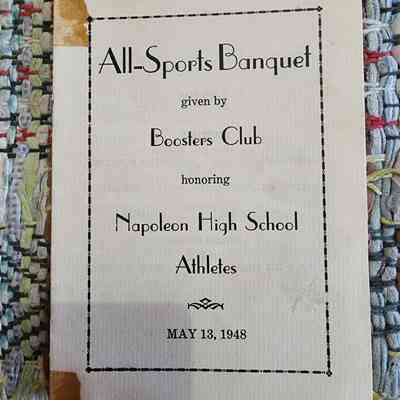 All-Sports Banquet
given by
Boosters Club
honoring
Napoleon High School
Athletes
MAY 13, 1948